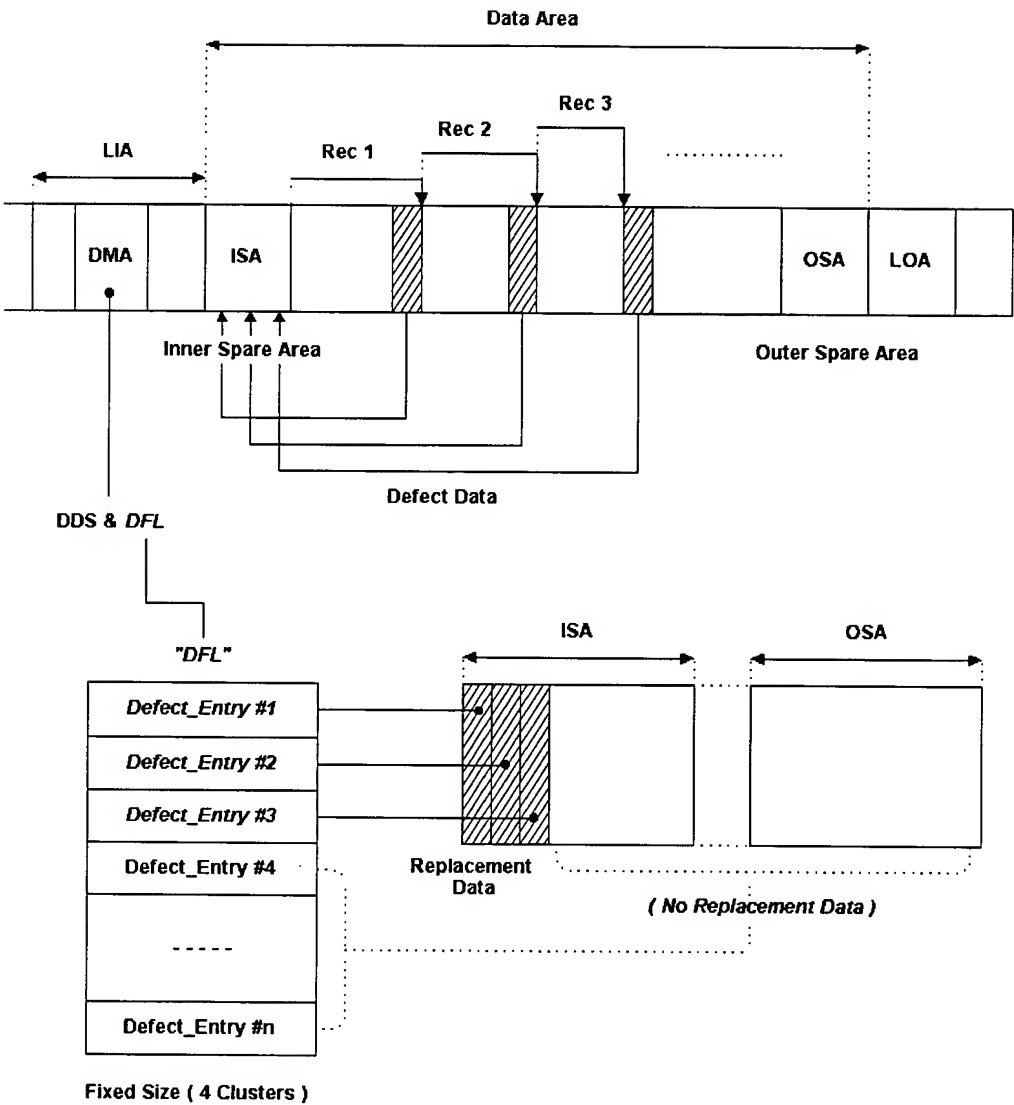 Data Area
Rec 3
Rec 2
LIA
Rec 1
DMA
ISA
OSA
LOA
Inner Spare Area
Outer Spare Area
Defect Data
DDS & DFL
"DFL"
ISA
OSA
Defect_Entry #1
Defect_Entry #2
Defect_Entry #3
Defect_Entry #4
Replacement
Data
( No Replacement Data )
Defect_Entry #n
Fixed Size ( 4 Clusters )